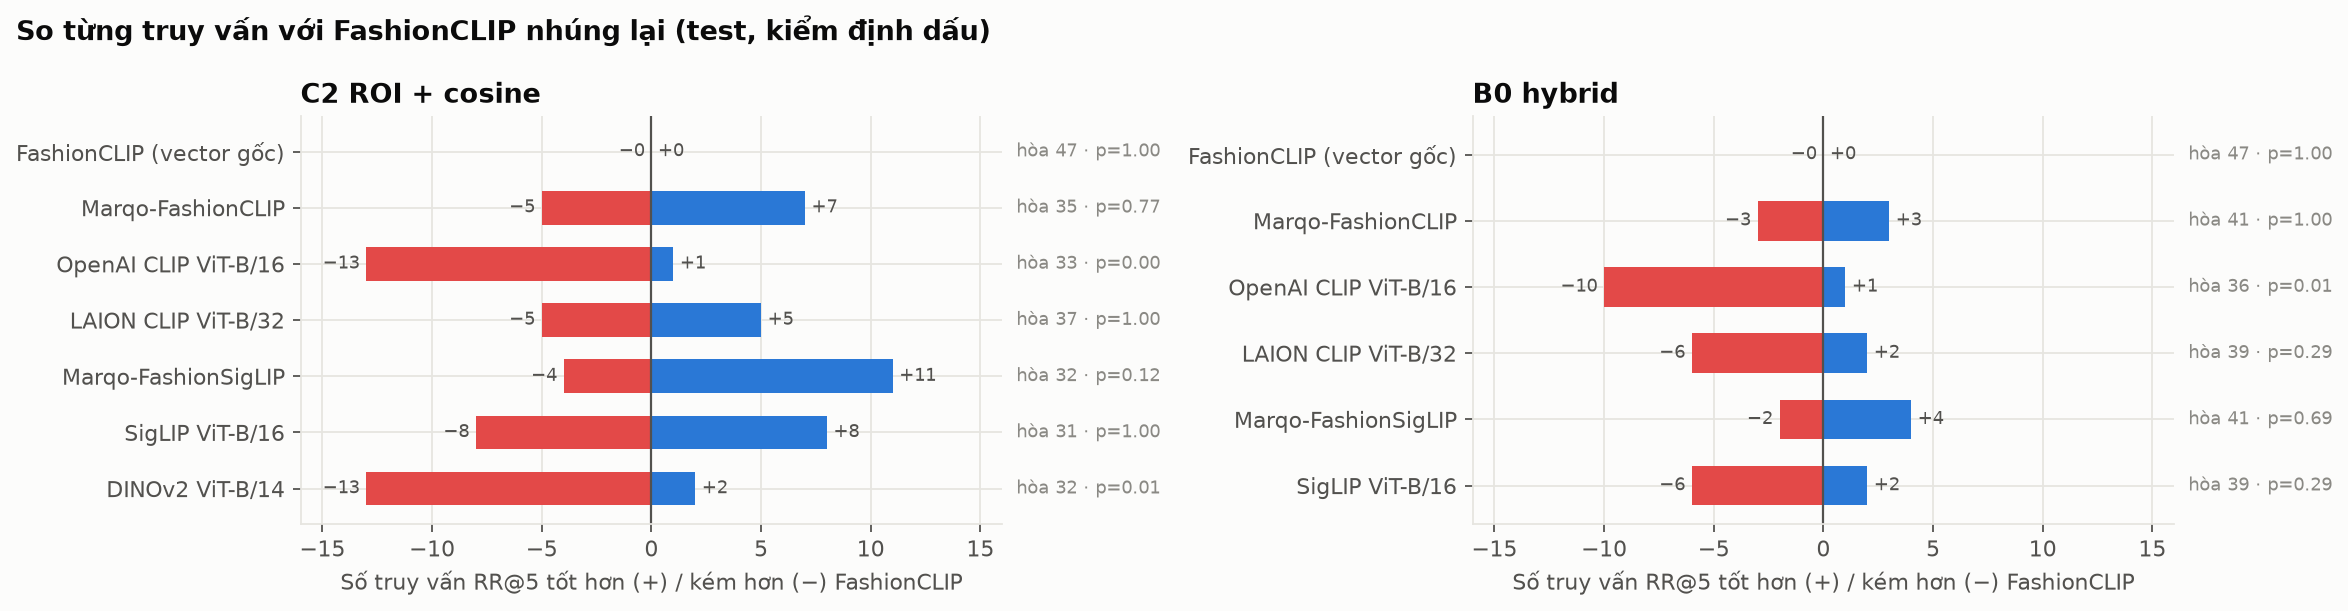 So từng truy vấn với FashionCLIP nhúng lại (test, kiểm định dấu)
C2 ROI + cosine
FashionCLIP (vector gốc) −0 +0 hòa 47 · p=1.00
Marqo-FashionCLIP −5 +7 hòa 35 · p=0.77
OpenAI CLIP ViT-B/16 −13 +1 hòa 33 · p=0.00
LAION CLIP ViT-B/32 −5 +5 hòa 37 · p=1.00
Marqo-FashionSigLIP −4 +11 hòa 32 · p=0.12
SigLIP ViT-B/16 −8 +8 hòa 31 · p=1.00
DINOv2 ViT-B/14 −13 +2 hòa 32 · p=0.01
−15 −10 −5 0 5 10 15
Số truy vấn RR@5 tốt hơn (+) / kém hơn (−) FashionCLIP
B0 hybrid
FashionCLIP (vector gốc) −0 +0 hòa 47 · p=1.00
Marqo-FashionCLIP −3 +3 hòa 41 · p=1.00
OpenAI CLIP ViT-B/16 −10 +1 hòa 36 · p=0.01
LAION CLIP ViT-B/32 −6 +2 hòa 39 · p=0.29
Marqo-FashionSigLIP −2 +4 hòa 41 · p=0.69
SigLIP ViT-B/16 −6 +2 hòa 39 · p=0.29
−15 −10 −5 0 5 10 15
Số truy vấn RR@5 tốt hơn (+) / kém hơn (−) FashionCLIP